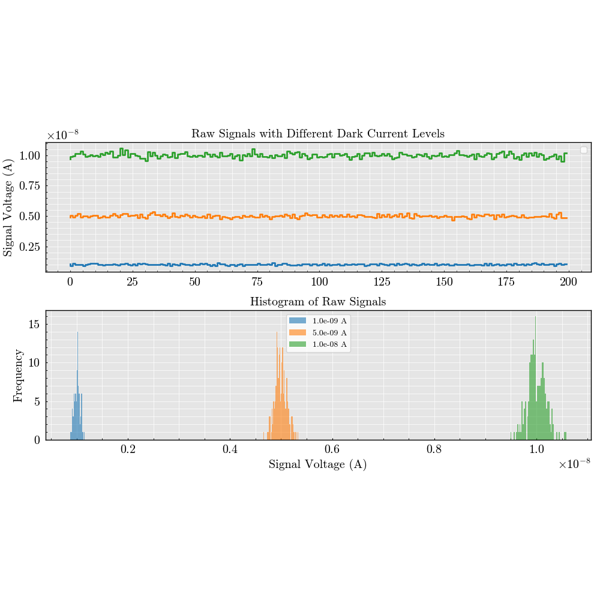 Raw Signals with Different Dark Current Levels
×10⁻⁸
Signal Voltage (A)
1.00
0.75
0.50
0.25
0 25 50 75 100 125 150 175 200
Histogram of Raw Signals
Frequency
15
10
5
0
1.0e-09 A
5.0e-09 A
1.0e-08 A
0.2 0.4 0.6 0.8 1.0
Signal Voltage (A)
×10⁻⁸